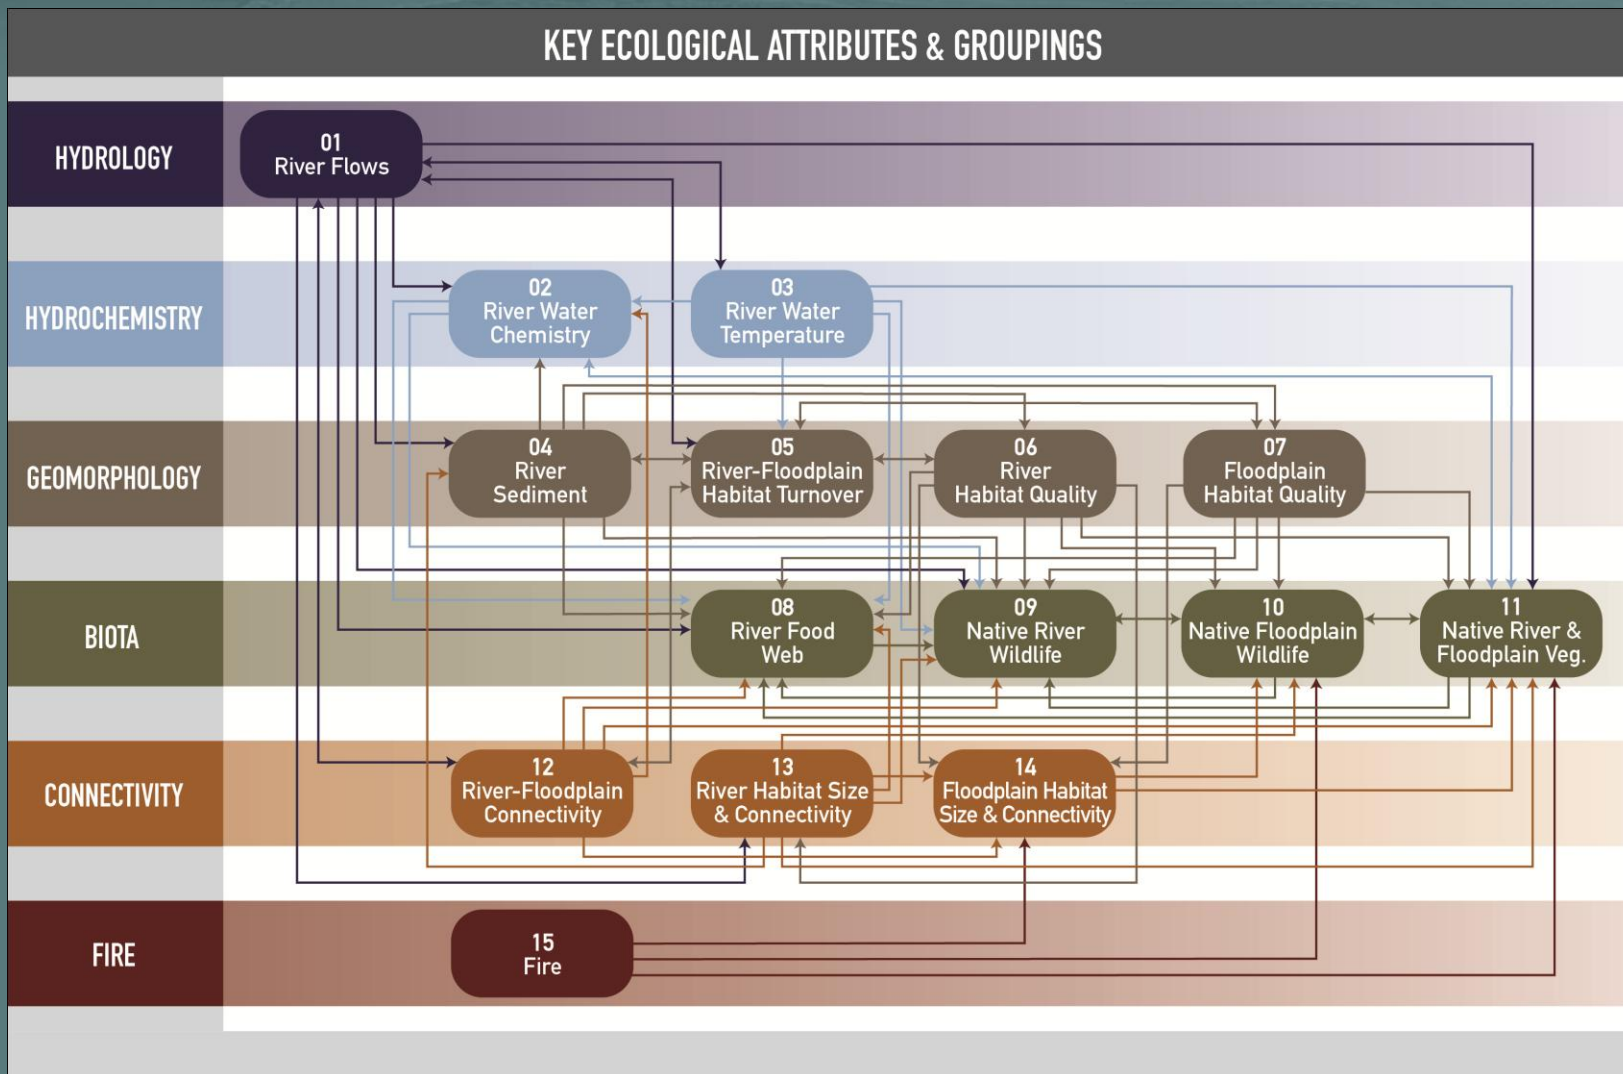 KEY ECOLOGICAL ATTRIBUTES & GROUPINGS
HYDROLOGY
01
River Flows
HYDROCHEMISTRY
02
River Water
Chemistry
03
River Water
Temperature
GEOMORPHOLOGY
04
River
Sediment
05
River-Floodplain
Habitat Turnover
06
River
Habitat Quality
07
Floodplain
Habitat Quality
BIOTA
08
River Food
Web
09
Native River
Wildlife
10
Native Floodplain
Wildlife
11
Native River &
Floodplain Veg.
CONNECTIVITY
12
River-Floodplain
Connectivity
13
River Habitat Size
& Connectivity
14
Floodplain Habitat
Size & Connectivity
FIRE
15
Fire